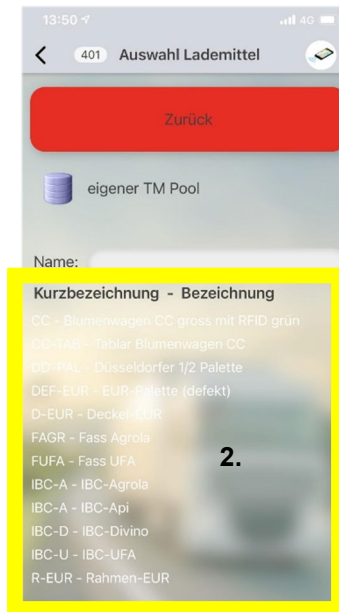 13:50
4G
401 Auswahl Lademittel
Zurück
eigener TM Pool
Name:
Kurzbezeichnung - Bezeichnung
CC - Blumenwagen CC gross mit RFID grün
CC-TAB - Tablar Blumenwagen CC
DD-PAL - Düsseldorfer 1/2 Palette
DEF-EUR - EUR-Palette (defekt)
D-EUR - Deckel-EUR
FAGR - Fass Agrola
FUFA - Fass UFA
2.
IBC-A - IBC-Agrola
IBC-A - IBC-Api
IBC-D - IBC-Divino
IBC-U - IBC-UFA
R-EUR - Rahmen-EUR